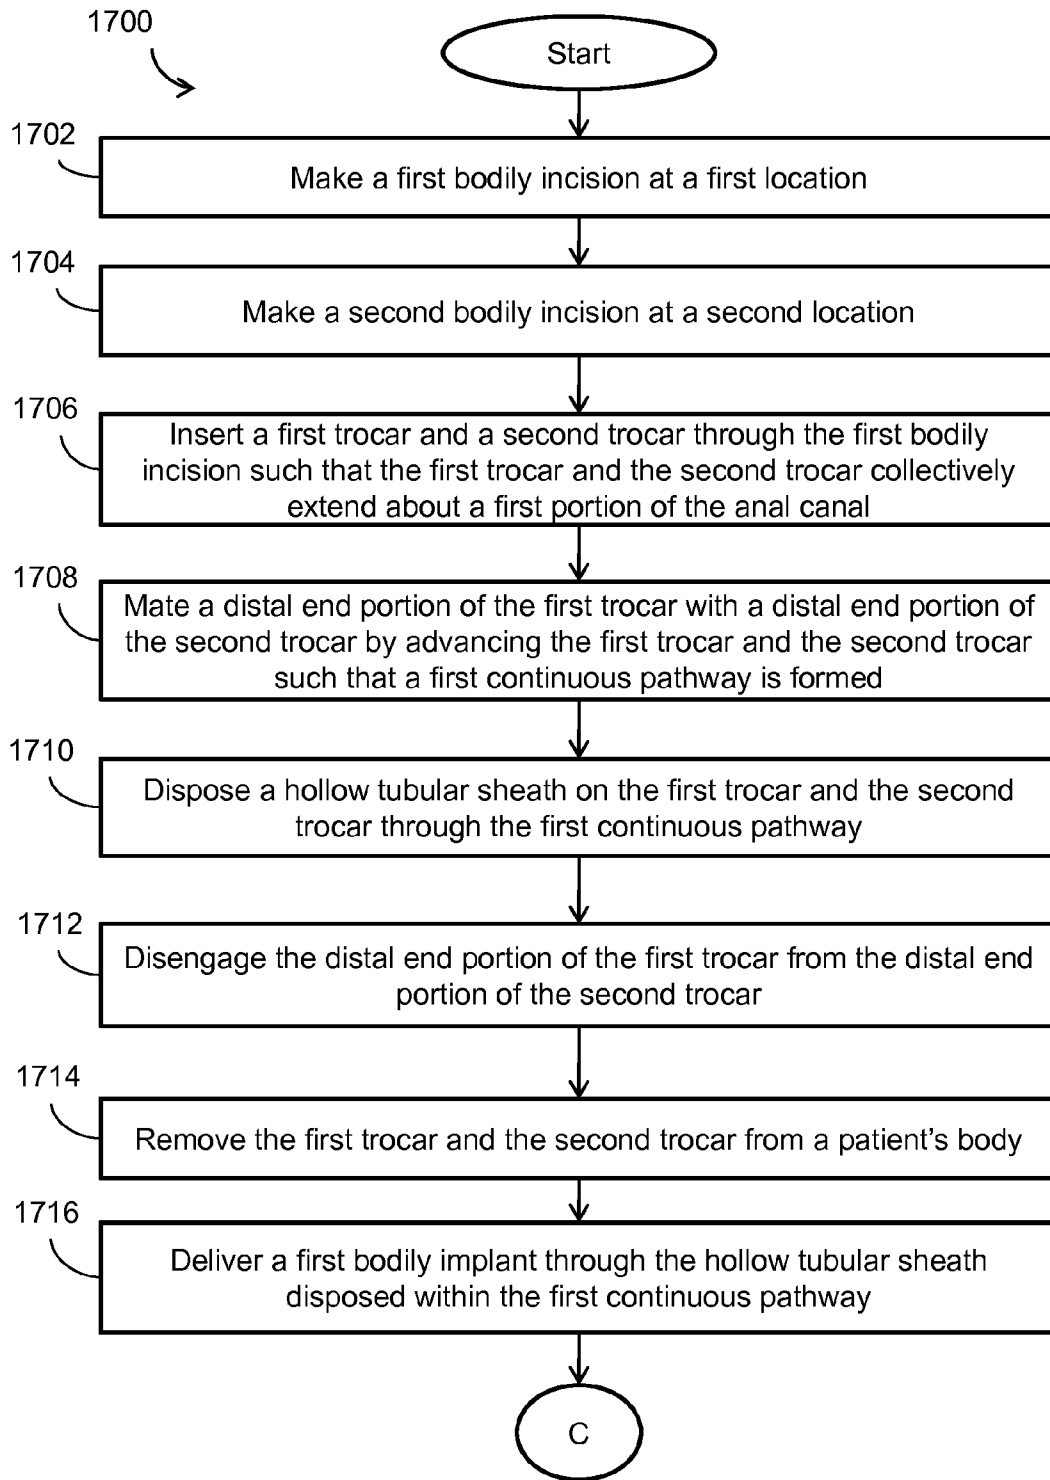 1700
Start
1702
Make a first bodily incision at a first location
1704
Make a second bodily incision at a second location
1706
Insert a first trocar and a second trocar through the first bodily
incision such that the first trocar and the second trocar collectively
extend about a first portion of the anal canal
1708
Mate a distal end portion of the first trocar with a distal end portion of
the second trocar by advancing the first trocar and the second trocar
such that a first continuous pathway is formed
1710
Dispose a hollow tubular sheath on the first trocar and the second
trocar through the first continuous pathway
1712
Disengage the distal end portion of the first trocar from the distal end
portion of the second trocar
1714
Remove the first trocar and the second trocar from a patient's body
1716
Deliver a first bodily implant through the hollow tubular sheath
disposed within the first continuous pathway
C